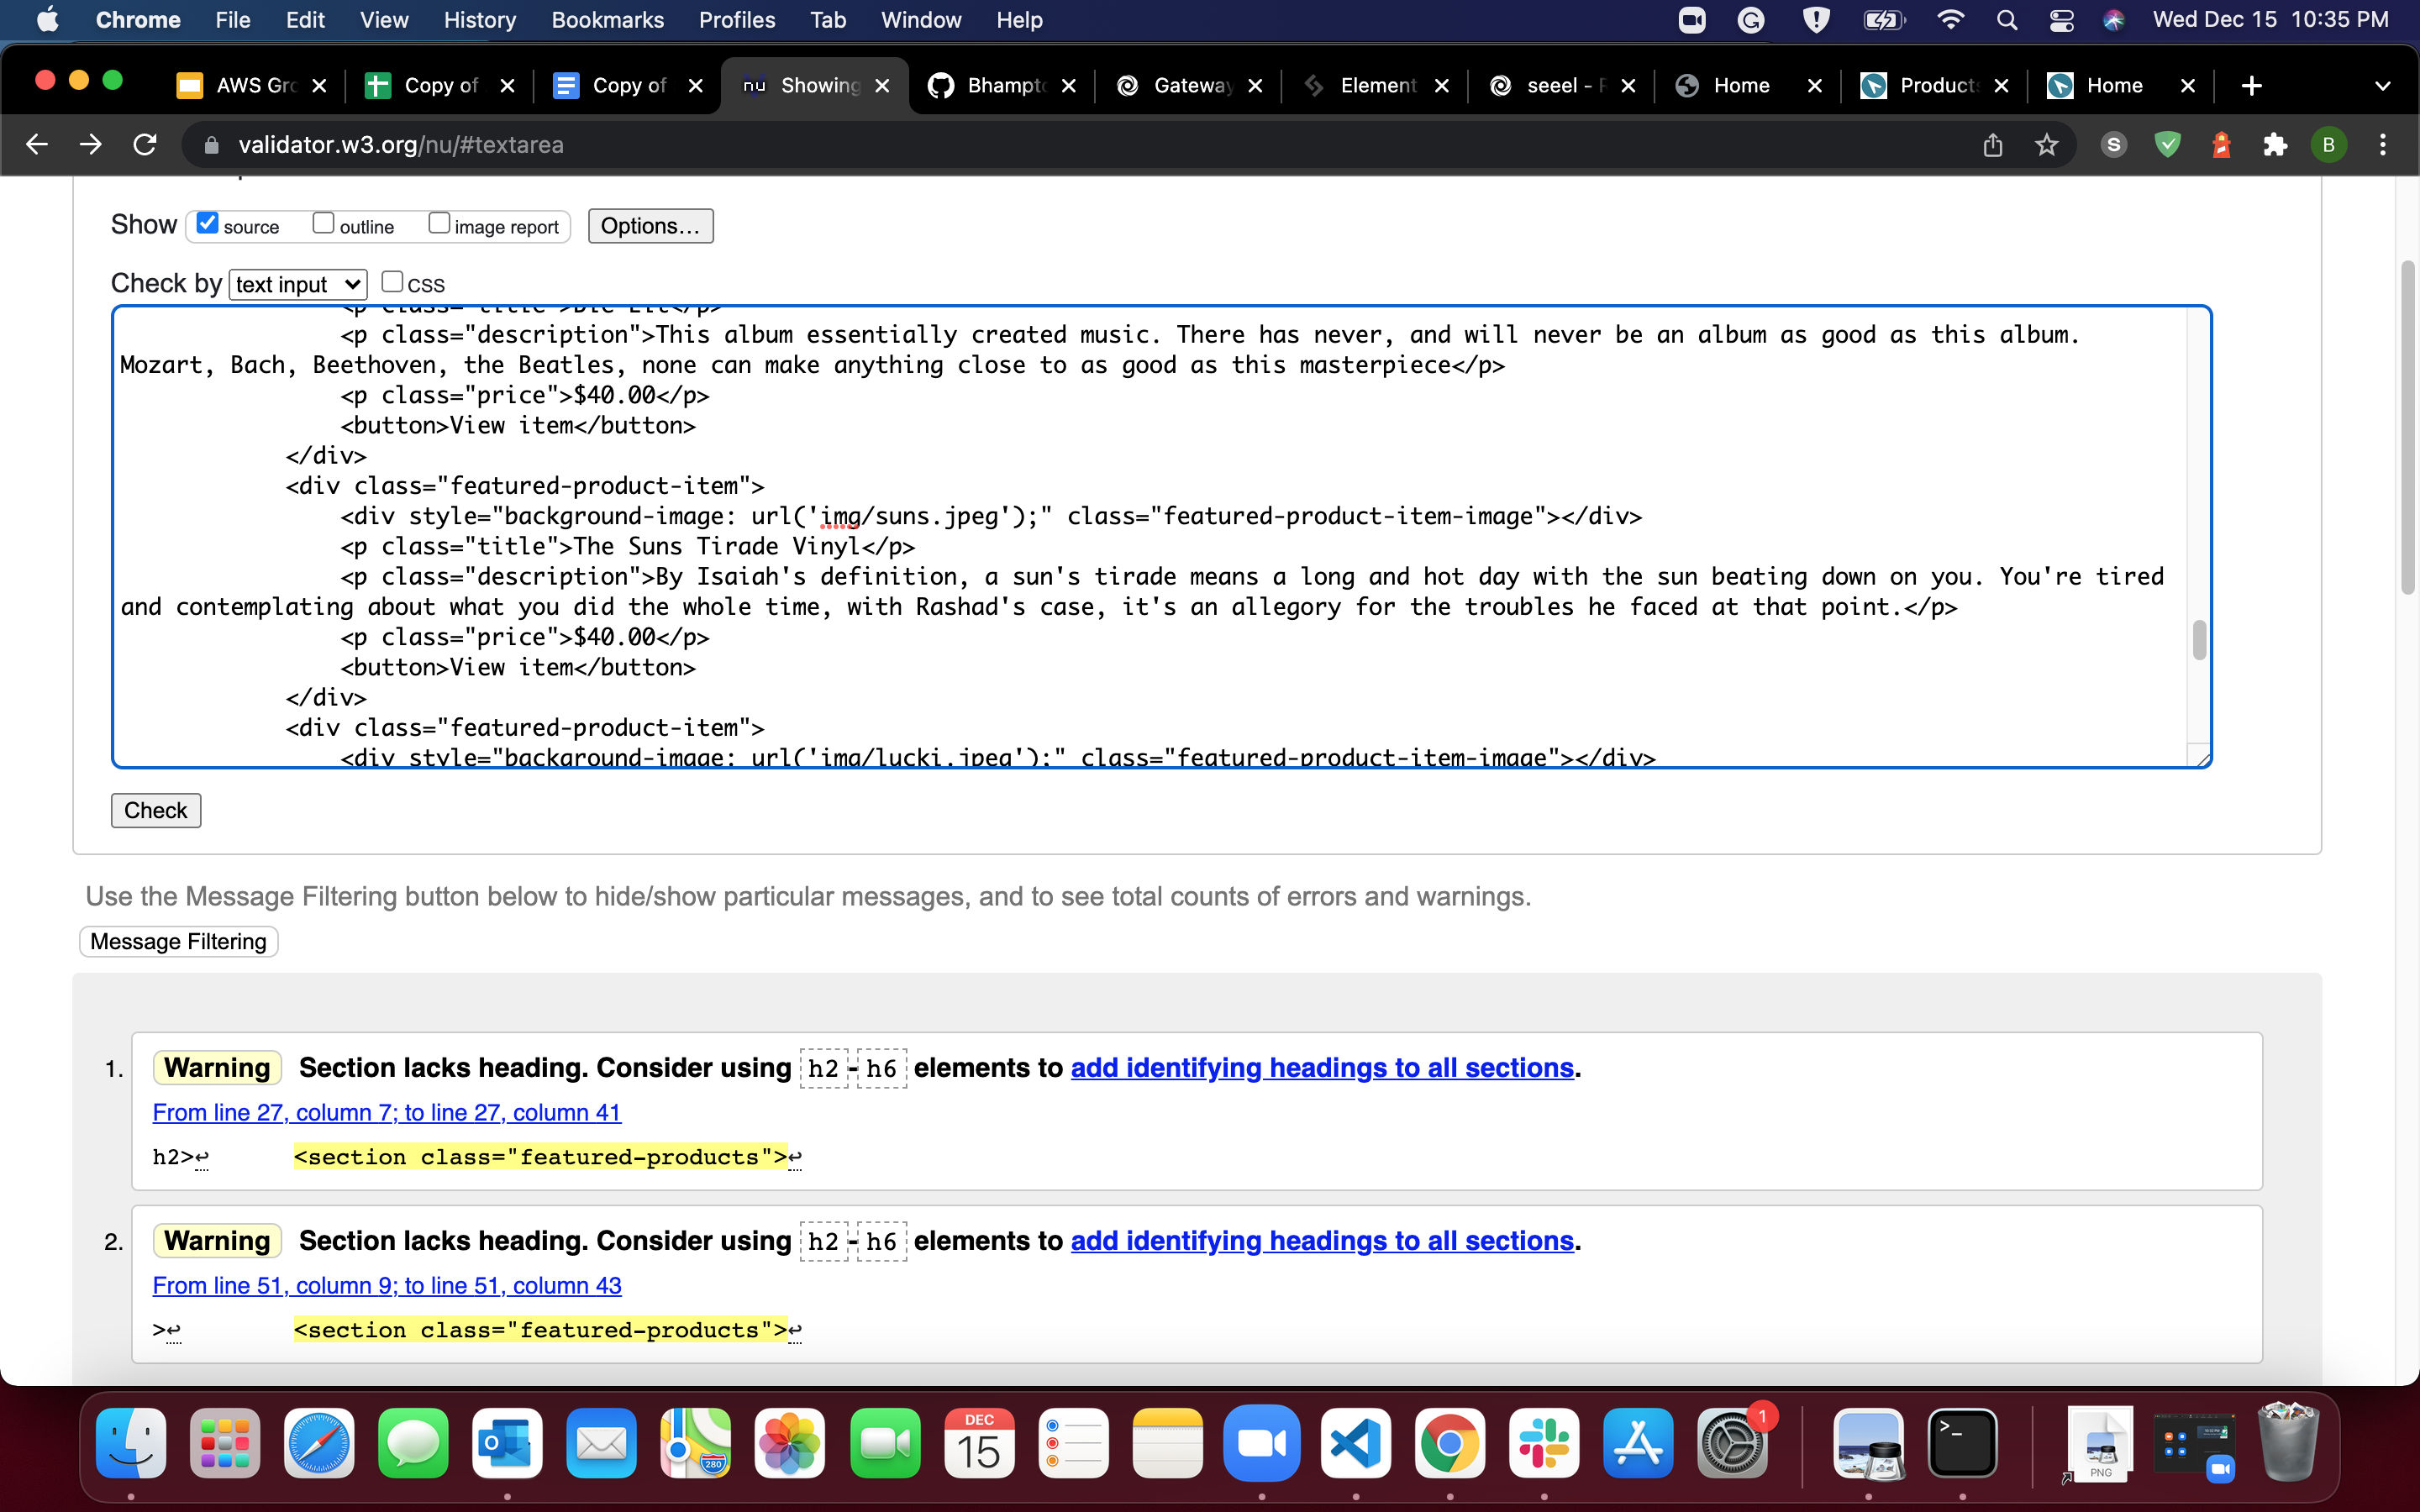 Chrome File Edit View History Bookmarks Profiles Tab Window Help Wed Dec 15 10:35 PM
AWS Gro Copy of Copy of nu Showing Bhampto Gateway Element seeel - F Home Products Home
validator.w3.org/nu/#textarea S B
Show source outline image report Options...
Check by text input CSS
<p class="title">Die Lit</p>
<p class="description">This album essentially created music. There has never, and will never be an album as good as this album.
Mozart, Bach, Beethoven, the Beatles, none can make anything close to as good as this masterpiece</p>
<p class="price">$40.00</p>
<button>View item</button>
</div>
<div class="featured-product-item">
<div style="background-image: url('img/suns.jpeg');" class="featured-product-item-image"></div>
<p class="title">The Suns Tirade Vinyl</p>
<p class="description">By Isaiah's definition, a sun's tirade means a long and hot day with the sun beating down on you. You're tired
and contemplating about what you did the whole time, with Rashad's case, it's an allegory for the troubles he faced at that point.</p>
<p class="price">$40.00</p>
<button>View item</button>
</div>
<div class="featured-product-item">
<div style="background-image: url('img/lucki.jpeg');" class="featured-product-item-image"></div>
Check
Use the Message Filtering button below to hide/show particular messages, and to see total counts of errors and warnings.
Message Filtering
1. Warning Section lacks heading. Consider using h2-h6 elements to add identifying headings to all sections.
From line 27, column 7; to line 27, column 41
h2>↩ <section class="featured-products">↩
2. Warning Section lacks heading. Consider using h2-h6 elements to add identifying headings to all sections.
From line 51, column 9; to line 51, column 43
>↩ <section class="featured-products">↩
DEC
15
280
1
PNG